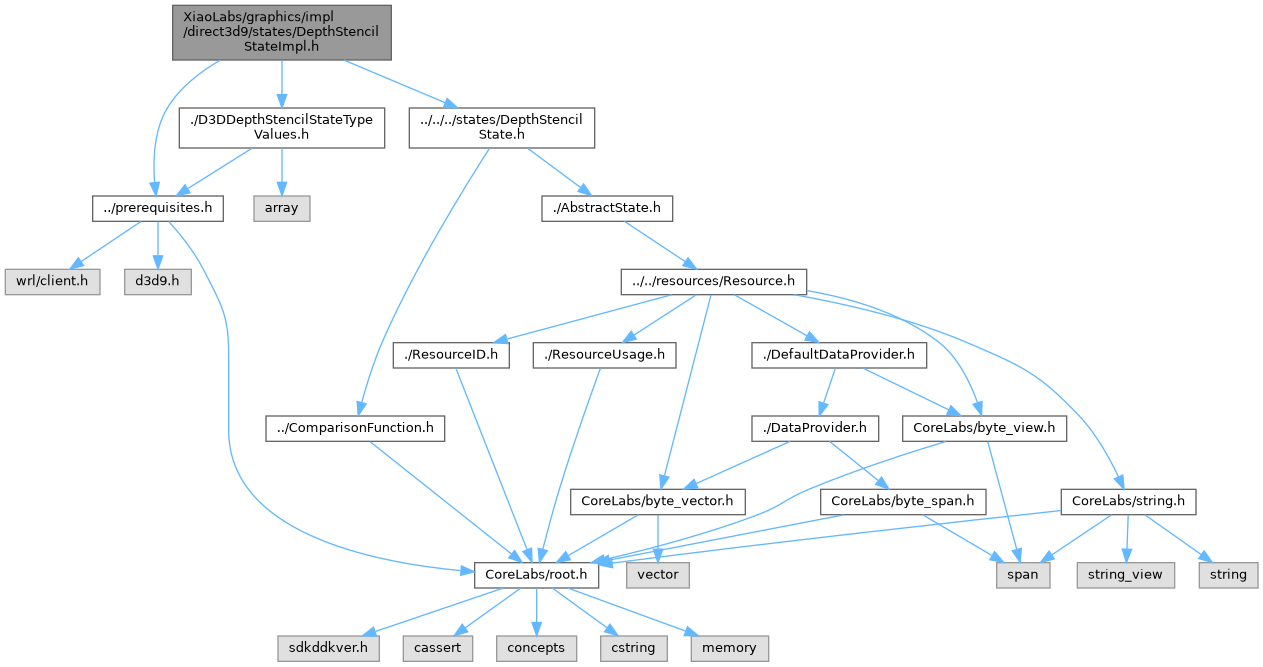 XiaoLabs/graphics/impl
/direct3d9/states/DepthStencil
StateImpl.h
./D3DDepthStencilStateType
Values.h
../../../states/DepthStencil
State.h
../prerequisites.h
array
./AbstractState.h
wrl/client.h
d3d9.h
../../resources/Resource.h
./ResourceID.h
./ResourceUsage.h
./DefaultDataProvider.h
../ComparisonFunction.h
./DataProvider.h
CoreLabs/byte_view.h
CoreLabs/byte_vector.h
CoreLabs/byte_span.h
CoreLabs/string.h
CoreLabs/root.h
vector
span
string_view
string
sdkddkver.h
cassert
concepts
cstring
memory